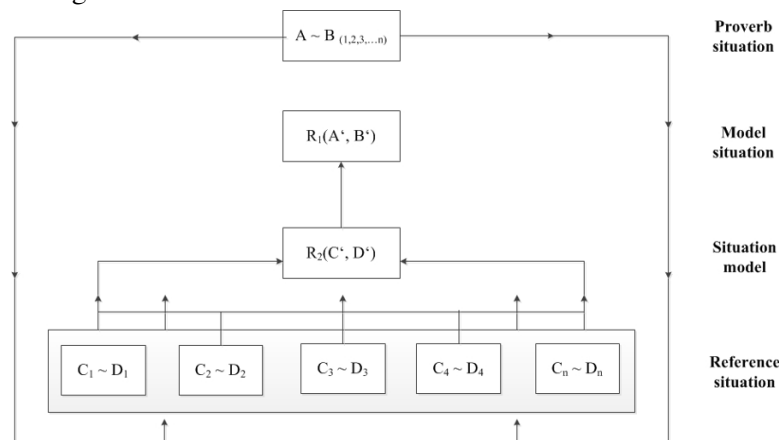 A ~ B (1,2,3,…n)
Proverb
situation
R1(A‘, B‘)
Model
situation
R2(C‘, D‘)
Situation
model
C1 ~ D1
C2 ~ D2
C3 ~ D3
C4 ~ D4
Cn ~ Dn
Reference
situation